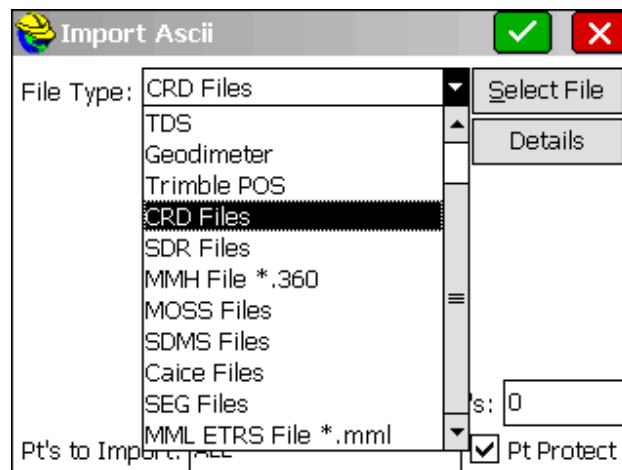 Import Ascii
File Type: CRD Files Select File
TDS
Details
Geodimeter
Trimble POS
CRD Files
SDR Files
MMH File *.360
MOSS Files
SDMS Files
Caice Files
SEG Files
's: 0
MML ETRS File *.mml
Pt's to Import: ALL Pt Protect